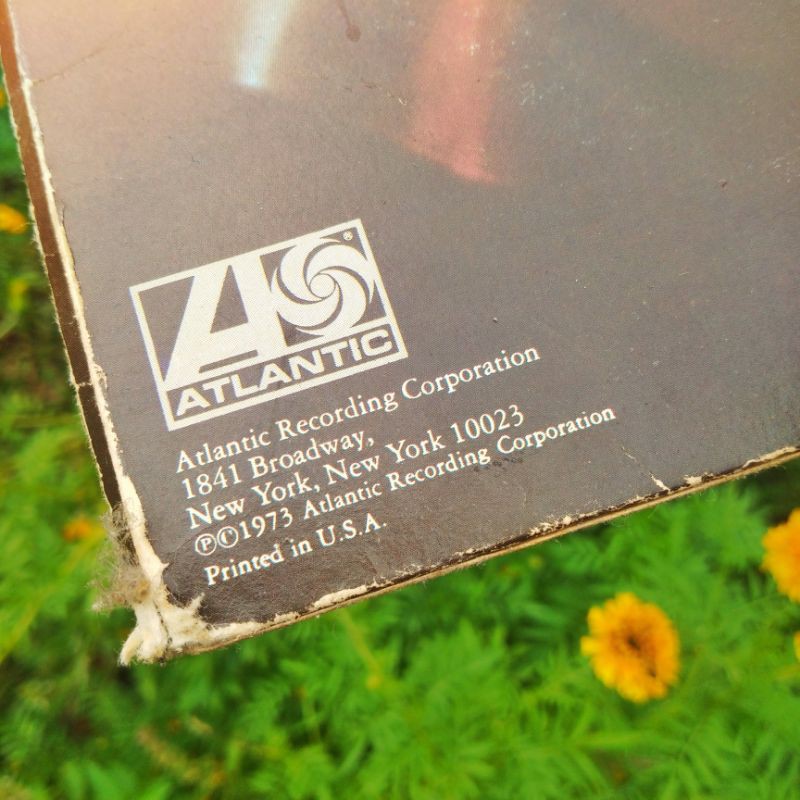 A
®
ATLANTIC
Atlantic Recording Corporation
1841 Broadway,
New York, New York 10023
℗©1973 Atlantic Recording Corporation
Printed in U.S.A.